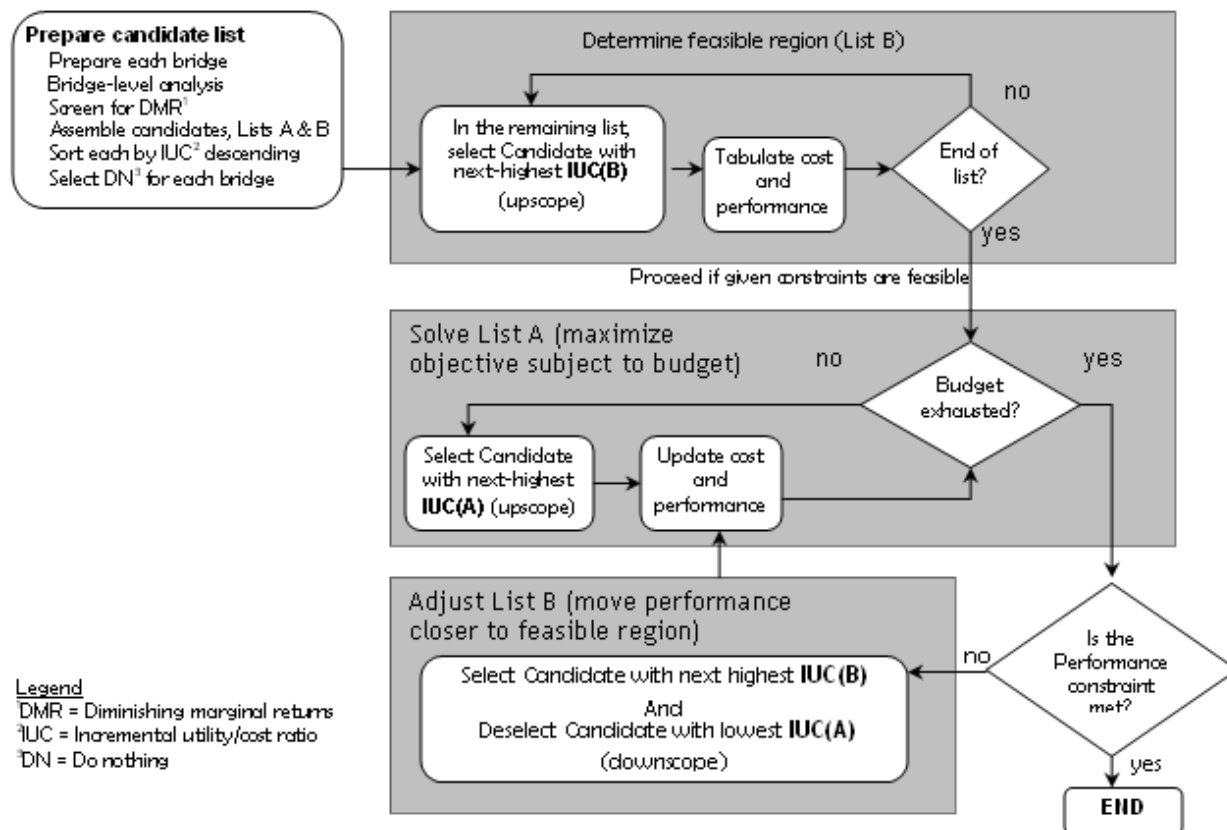 Prepare candidate list
Prepare each bridge
Bridge-level analysis
Screen for DMR¹
Assemble candidates, Lists A & B
Sort each by IUC² descending
Select DN³ for each bridge
Determine feasible region (List B)
no
In the remaining list,
select Candidate with
next-highest IUC(B)
(upscope)
Tabulate cost
and
performance
End of
list?
yes
Proceed if given constraints are feasible
Solve List A (maximize
objective subject to budget)
no
yes
Budget
exhausted?
Select Candidate
with next-highest
IUC(A) (upscope)
Update cost
and
performance
Adjust List B (move performance
closer to feasible region)
Select Candidate with next highest IUC(B)
And
Deselect Candidate with lowest IUC(A)
(downscope)
no
Is the
Performance
constraint
met?
yes
END
Legend
¹DMR = Diminishing marginal returns
²IUC = Incremental utility/cost ratio
³DN = Do nothing